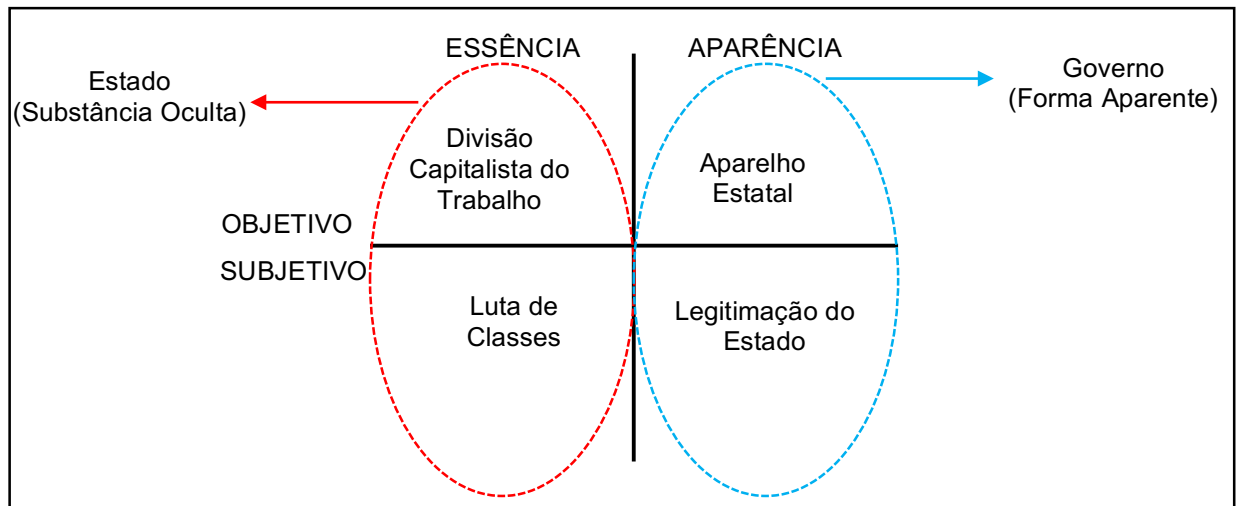 ESSÊNCIA
APARÊNCIA
Estado
(Substância Oculta)
Governo
(Forma Aparente)
Divisão
Capitalista do
Trabalho
Aparelho
Estatal
OBJETIVO
SUBJETIVO
Luta de
Classes
Legitimação do
Estado